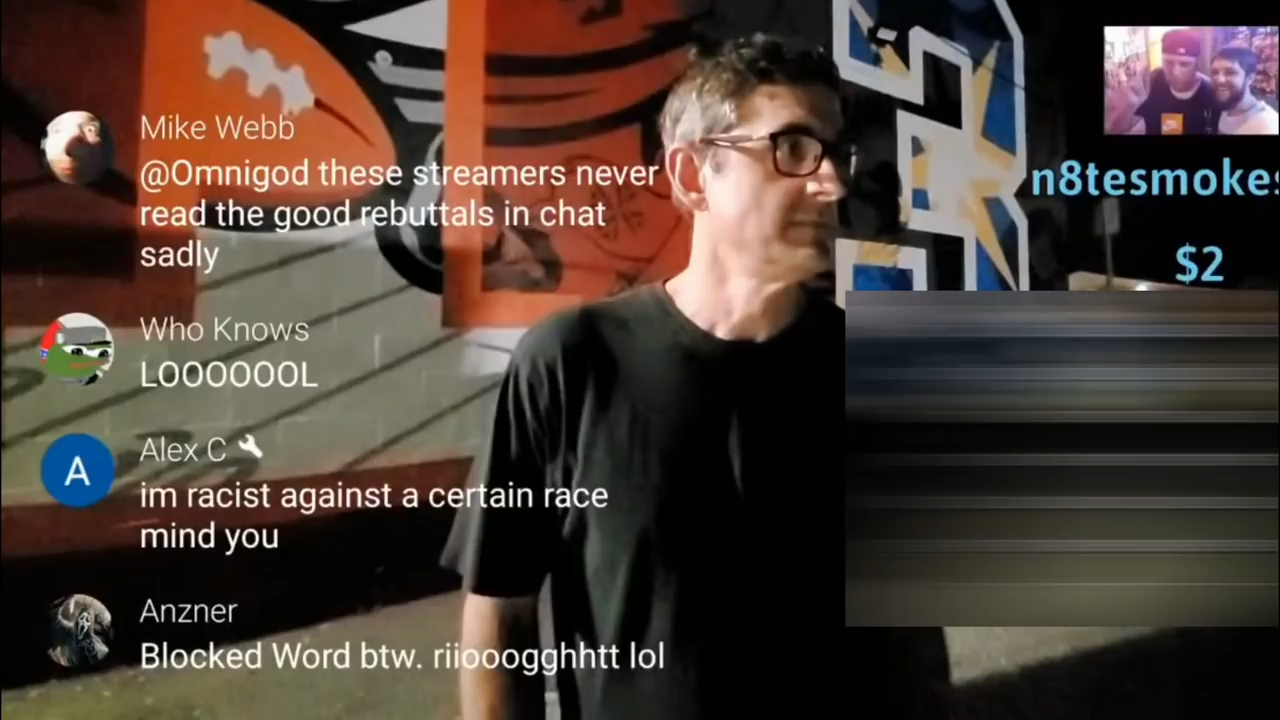 Mike Webb
@Omnigod these streamers never
read the good rebuttals in chat
sadly
Who Knows
LOOOOOOL
Alex C
A
im racist against a certain race
mind you
Anzner
Blocked Word btw. riiooogghhtt lol
n8tesmokes
$2